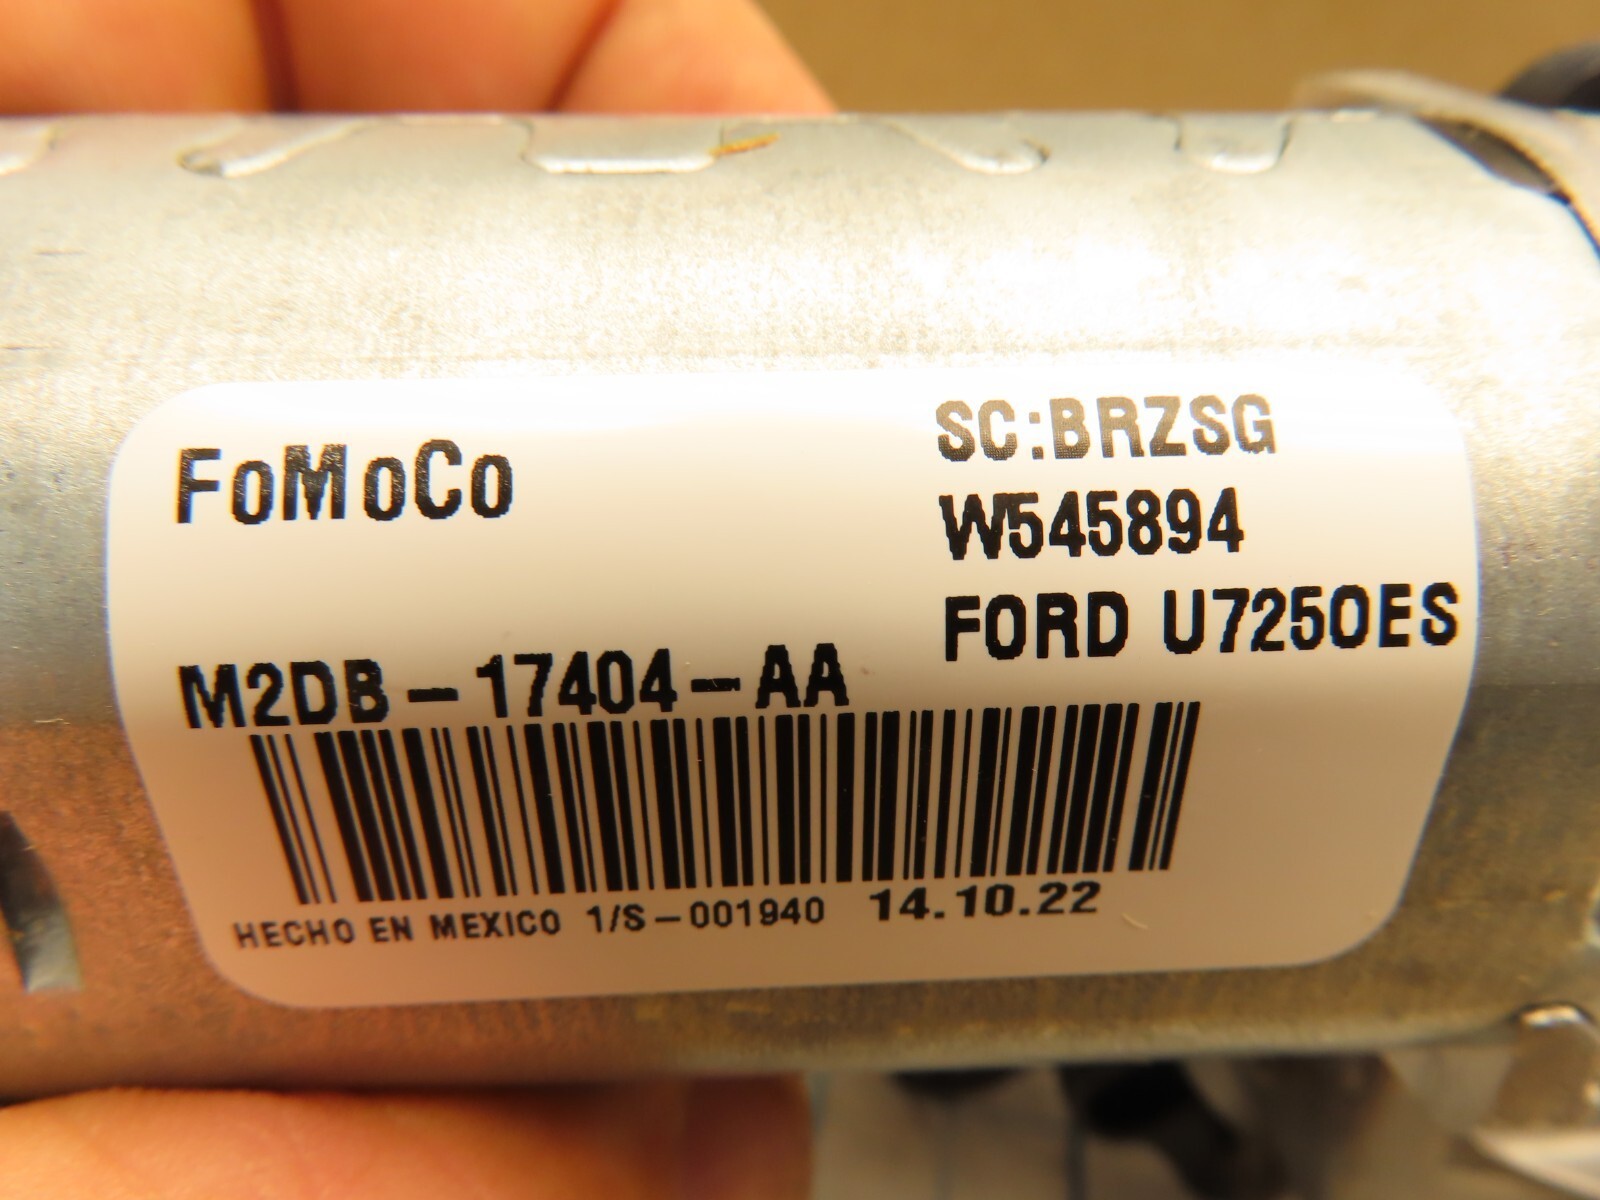 FoMoCo
SC:BRZSG
W545894
FORD U7250ES
M2DB-17404-AA
HECHO EN MEXICO 1/S-001940 14.10.22